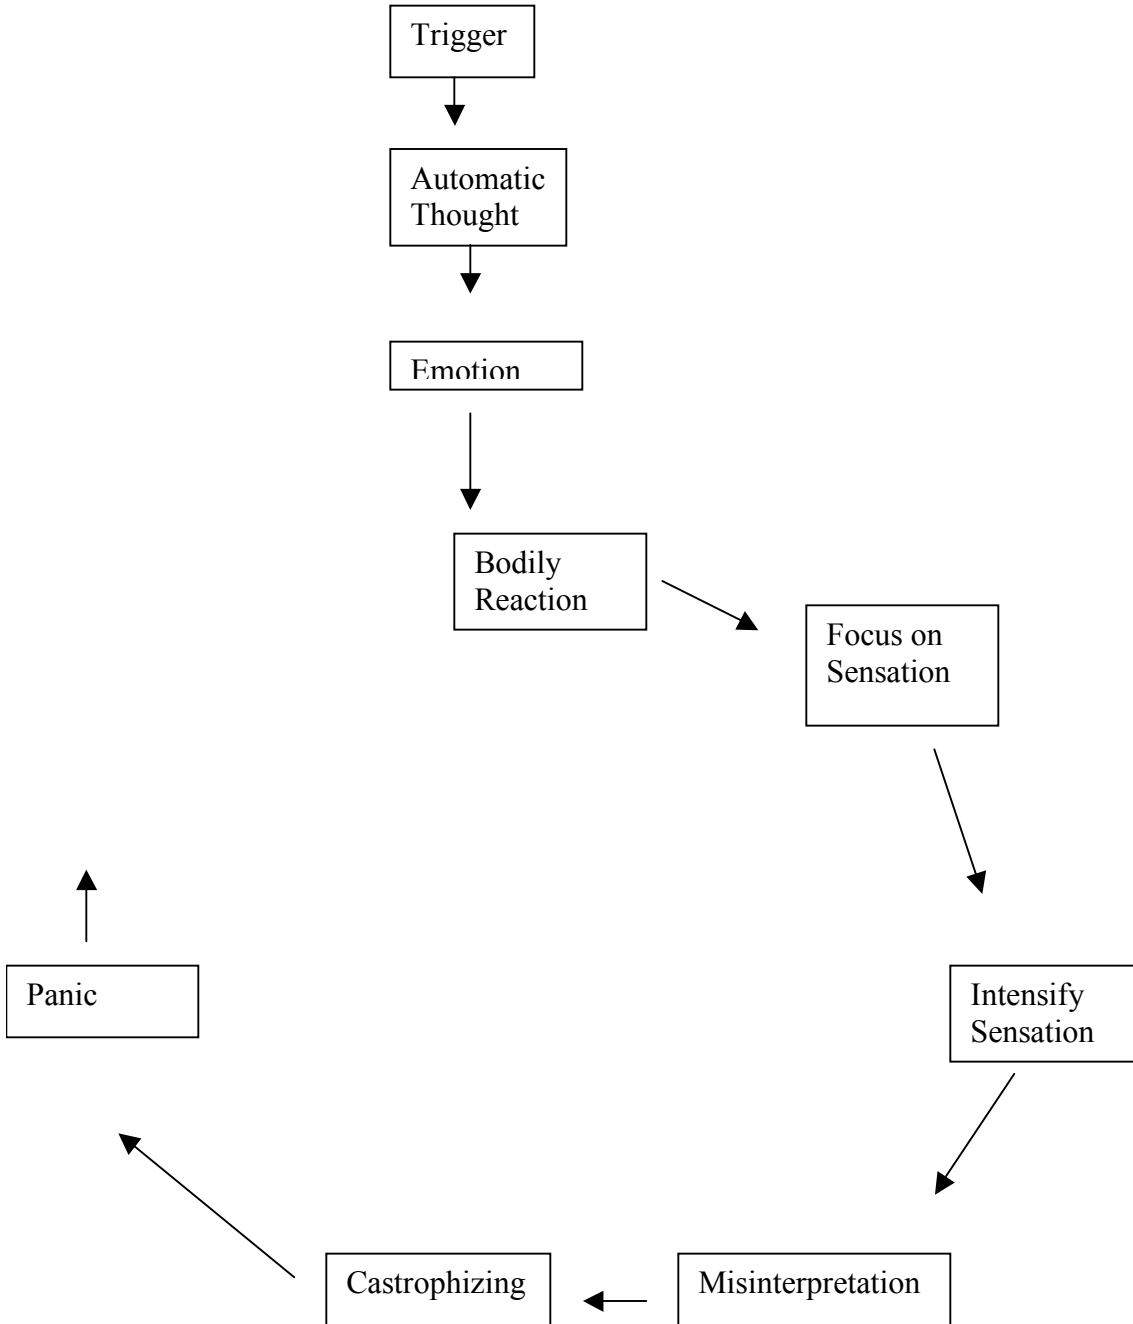 Trigger
Automatic
Thought
Emotion
Bodily
Reaction
Focus on
Sensation
Intensify
Sensation
Misinterpretation
Castrophizing
Panic